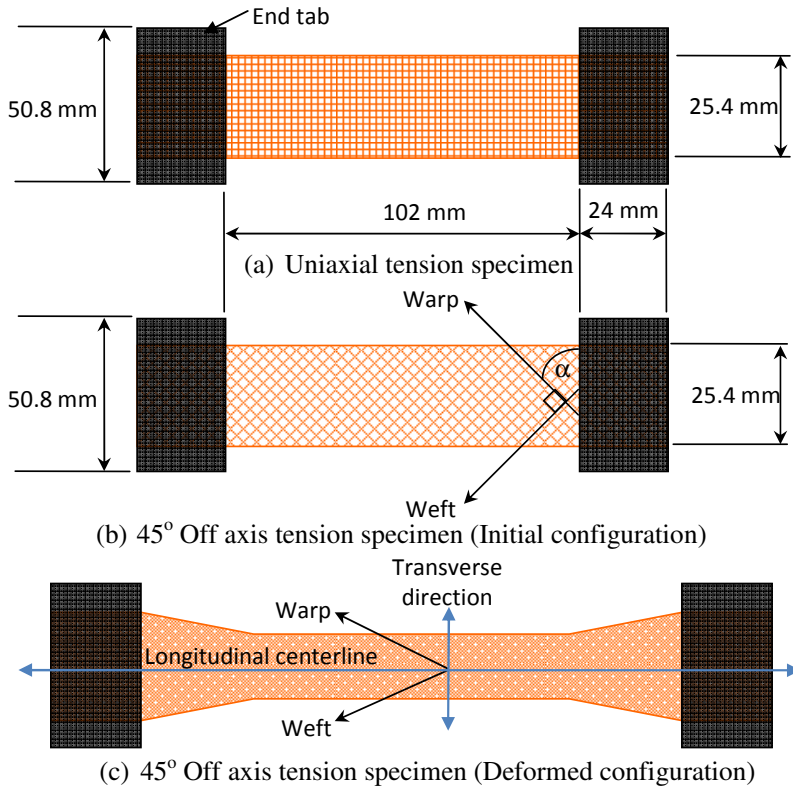 End tab
50.8 mm
25.4 mm
102 mm
24 mm
(a) Uniaxial tension specimen
Warp
α
50.8 mm
25.4 mm
Weft
(b) 45° Off axis tension specimen (Initial configuration)
Transverse
direction
Warp
Longitudinal centerline
Weft
(c) 45° Off axis tension specimen (Deformed configuration)